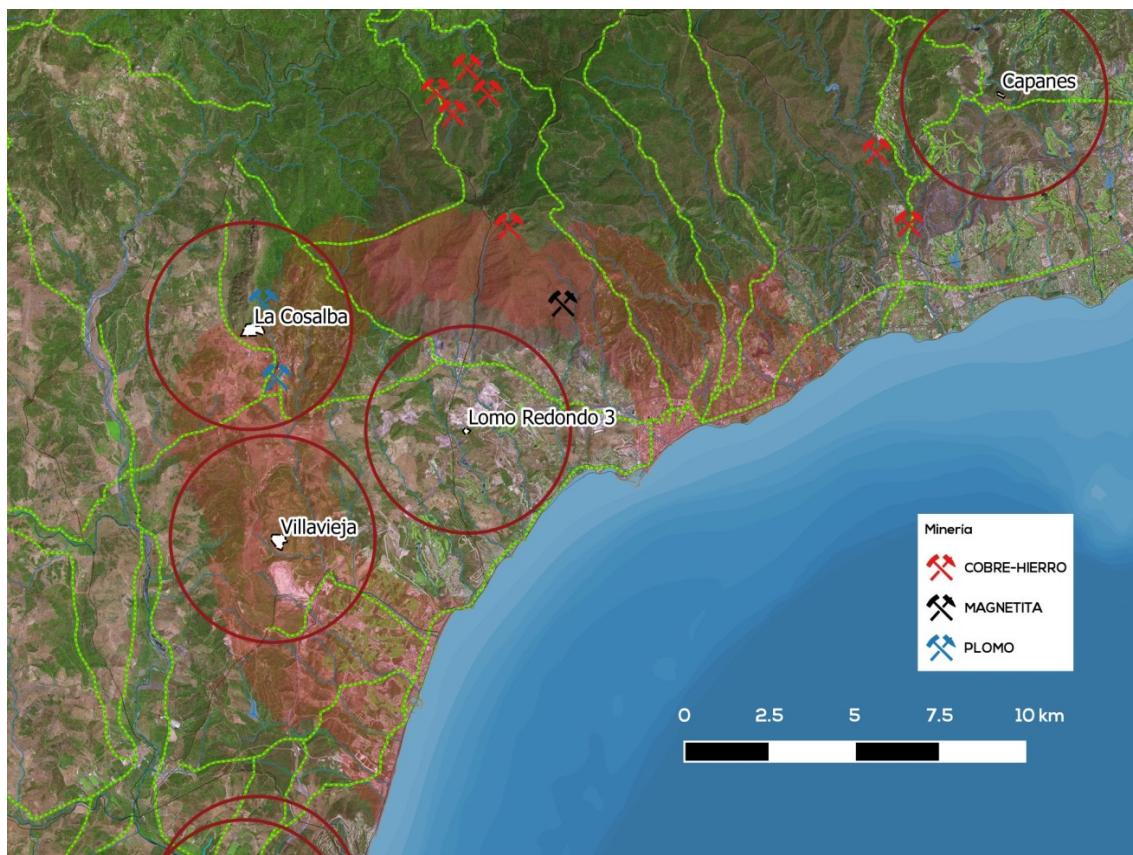 Capanes
La Cosalba
Lomo Redondo 3
Villavieja
Minería
COBRE-HIERRO
MAGNETITA
PLOMO
0 2.5 5 7.5 10 km